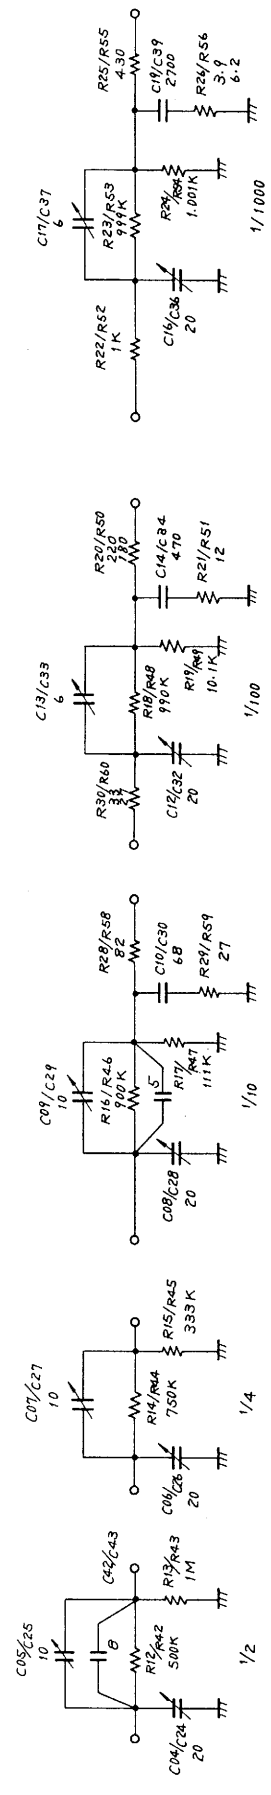 C05/C25
10
8
C42/C43
R12/R42
500K
R13/R43
1M
C04/C24
20
1/2
C07/C27
10
R14/R44
750K
R15/R45
333K
C06/C26
20
1/4
C09/C29
10
R16/R46
900K
5
R17/R47
111K
C08/C28
20
R28/R58
82
C10/C30
68
R29/R59
27
1/10
C13/C33
6
R30/R60
33
27
R18/R48
990K
R19/R49
10.1K
C12/C32
20
R20/R50
220
180
C14/C34
470
R21/R51
12
1/100
C17/C37
6
R22/R52
1K
R23/R53
999K
R24/R54
1.001K
C16/C36
20
R25/R55
430
C19/C39
2700
R26/R56
3.9
6.2
1/1000